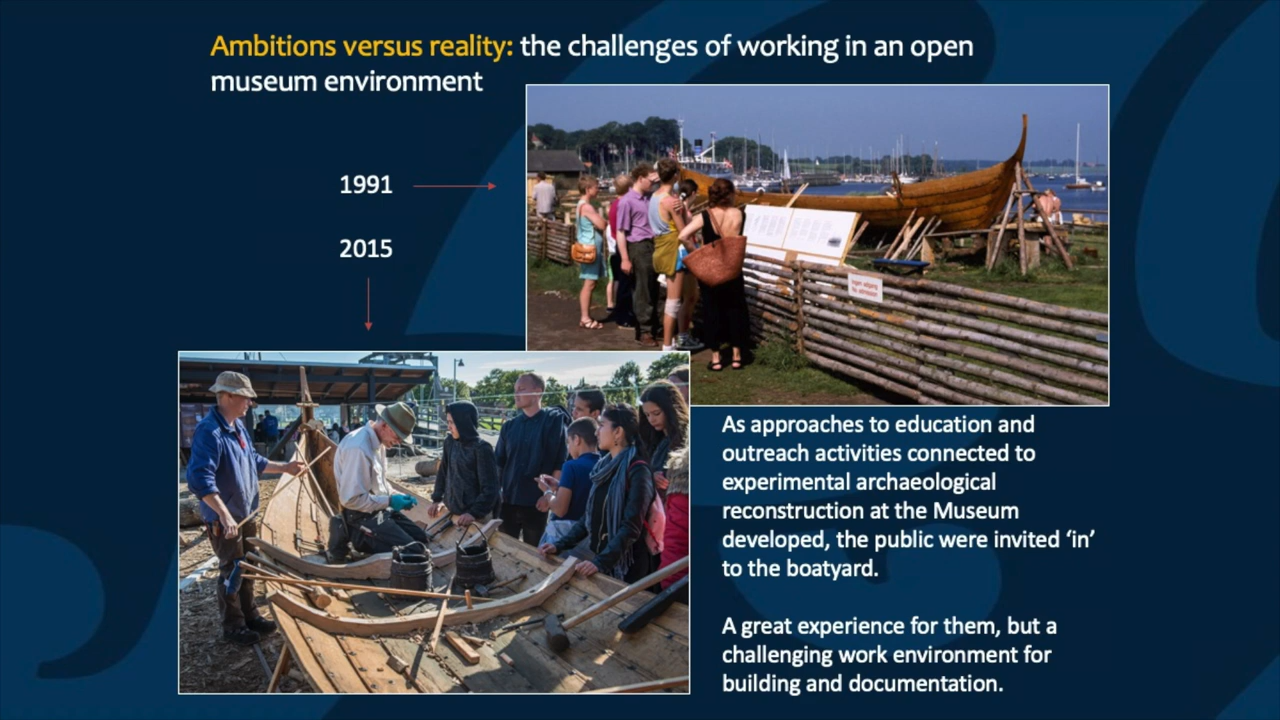 Ambitions versus reality: the challenges of working in an open
museum environment
1991
2015
As approaches to education and
outreach activities connected to
experimental archaeological
reconstruction at the Museum
developed, the public were invited ‘in’
to the boatyard.
A great experience for them, but a
challenging work environment for
building and documentation.